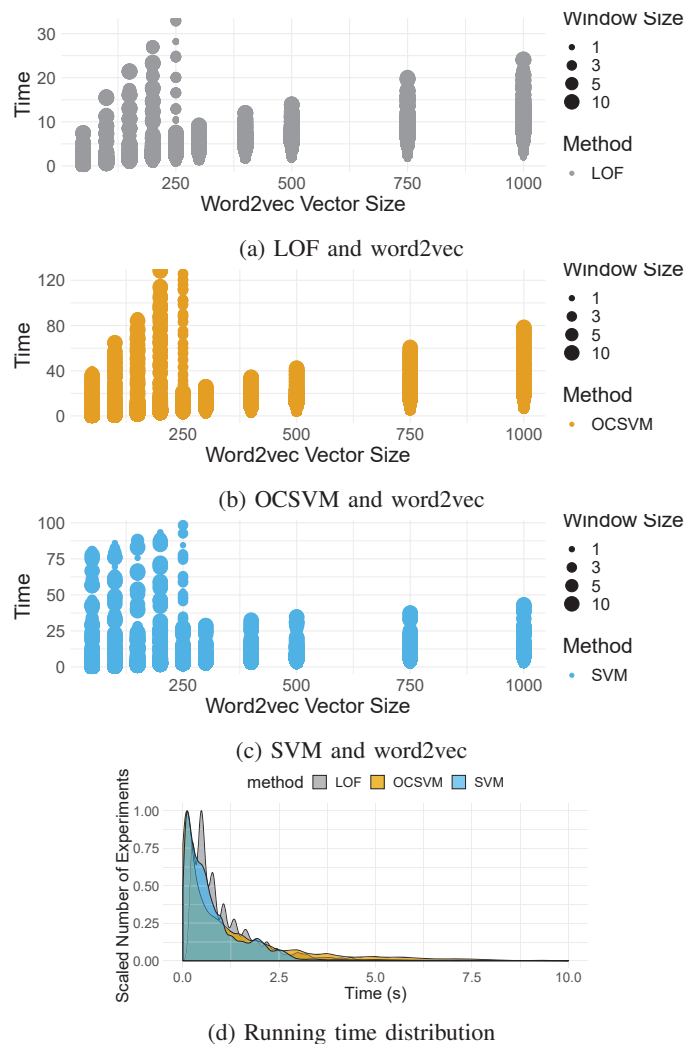 Window Size
30
20
10
0
Time
1
3
5
10
Method
LOF
250
500
750
1000
Word2vec Vector Size
(a) LOF and word2vec
Window Size
120
80
40
0
Time
1
3
5
10
Method
OCSVM
250
500
750
1000
Word2vec Vector Size
(b) OCSVM and word2vec
Window Size
100
75
50
25
0
Time
1
3
5
10
Method
SVM
250
500
750
1000
Word2vec Vector Size
(c) SVM and word2vec
method LOF OCSVM SVM
Scaled Number of Experiments
1.00
0.75
0.50
0.25
0.00
0.0
2.5
5.0
7.5
10.0
Time (s)
(d) Running time distribution